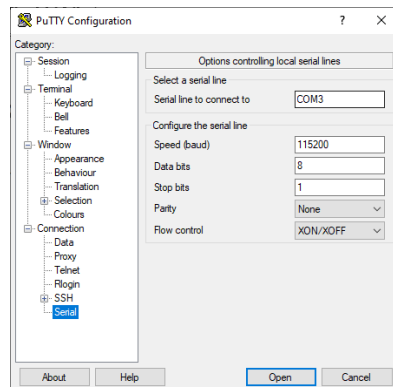 PuTTY Configuration ? ×
Category:
Session
Logging
Terminal
Keyboard
Bell
Features
Window
Appearance
Behaviour
Translation
Selection
Colours
Connection
Data
Proxy
Telnet
Rlogin
SSH
Serial
Options controlling local serial lines
Select a serial line
Serial line to connect to COM3
Configure the serial line
Speed (baud) 115200
Data bits 8
Stop bits 1
Parity None
Flow control XON/XOFF
About Help Open Cancel